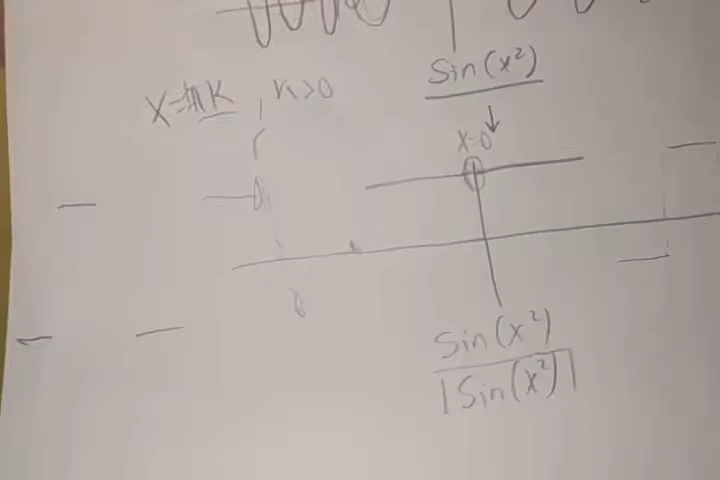 Sin(x²)
, k>0
x=0
Sin(x²)
|Sin(x²)|